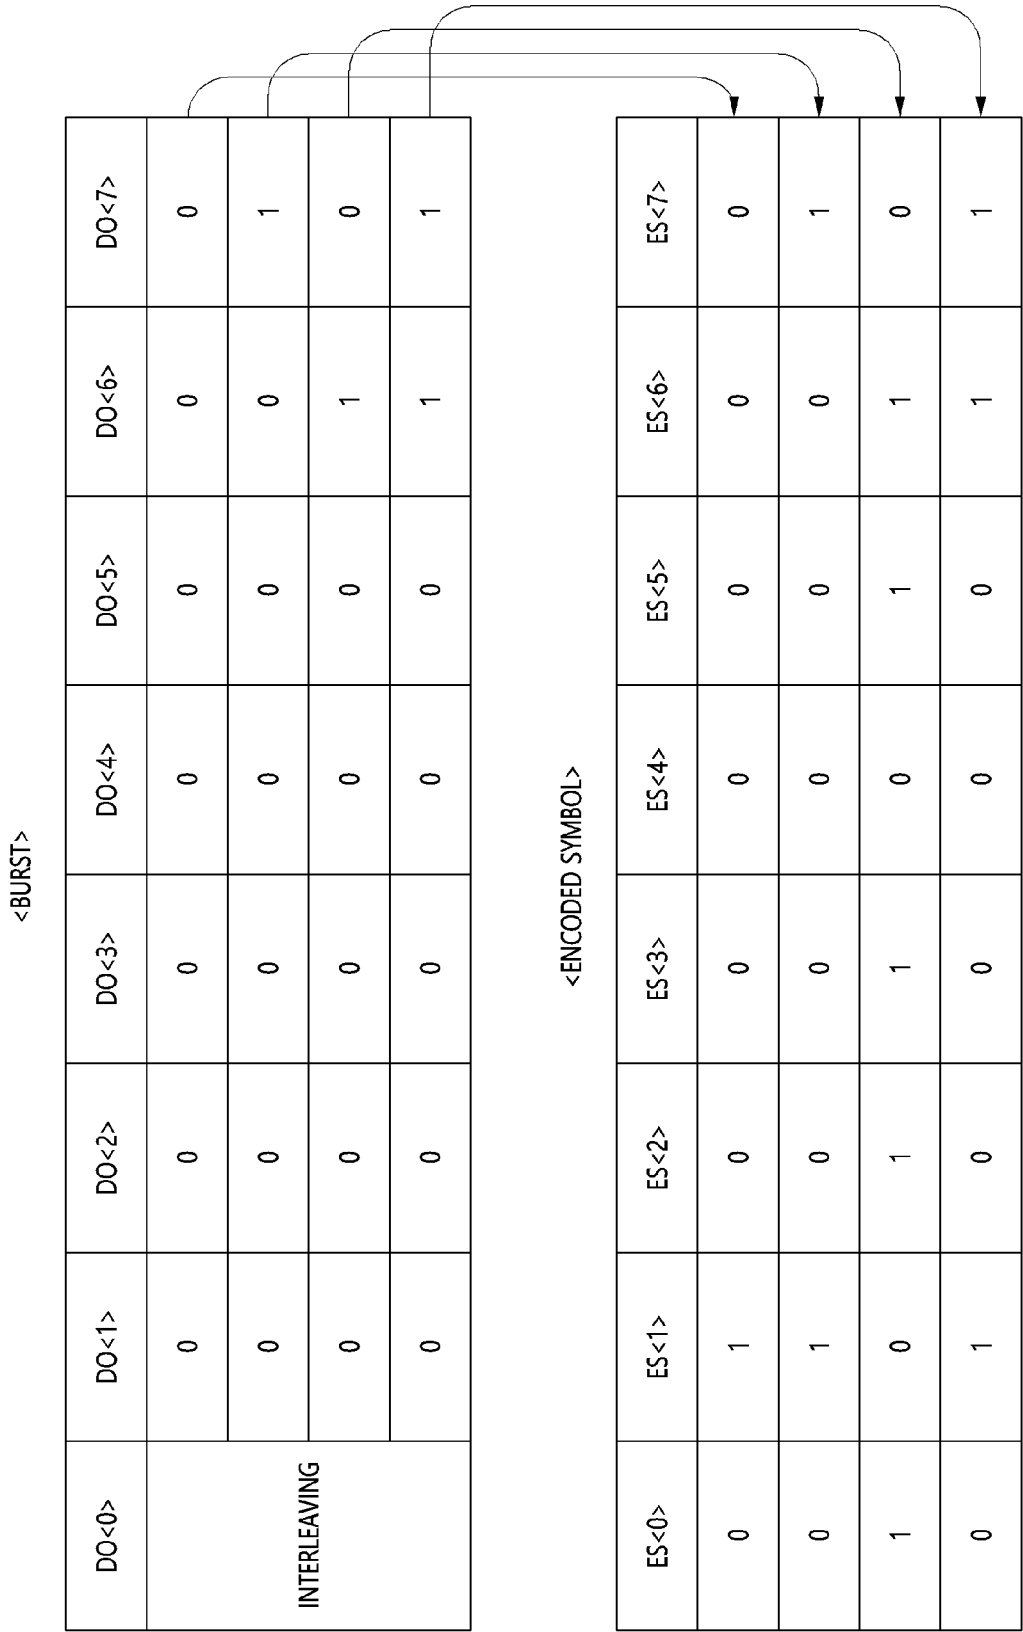 <BURST>
DO<0> DO<1> DO<2> DO<3> DO<4> DO<5> DO<6> DO<7>
INTERLEAVING
0 0 0 0 0 0 0
0 0 0 0 0 0 1
0 0 0 0 0 1 0
0 0 0 0 0 1 1
<ENCODED SYMBOL>
ES<0> ES<1> ES<2> ES<3> ES<4> ES<5> ES<6> ES<7>
0 1 0 0 0 0 0 0
0 1 0 0 0 0 0 1
1 0 1 1 0 1 1 0
0 1 0 0 0 0 1 1